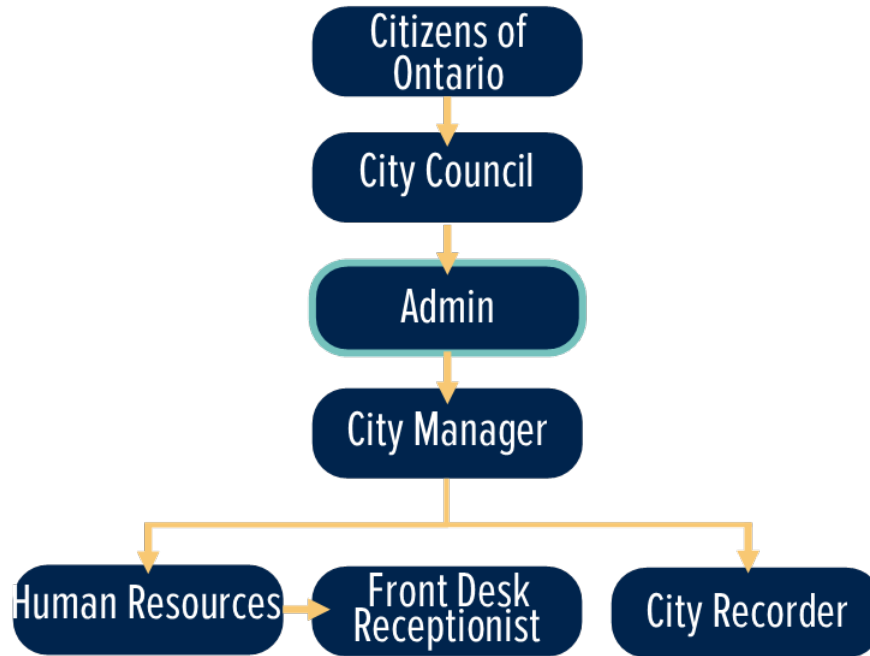 Citizens of
Ontario
City Council
Admin
City Manager
Human Resources
Front Desk
Receptionist
City Recorder